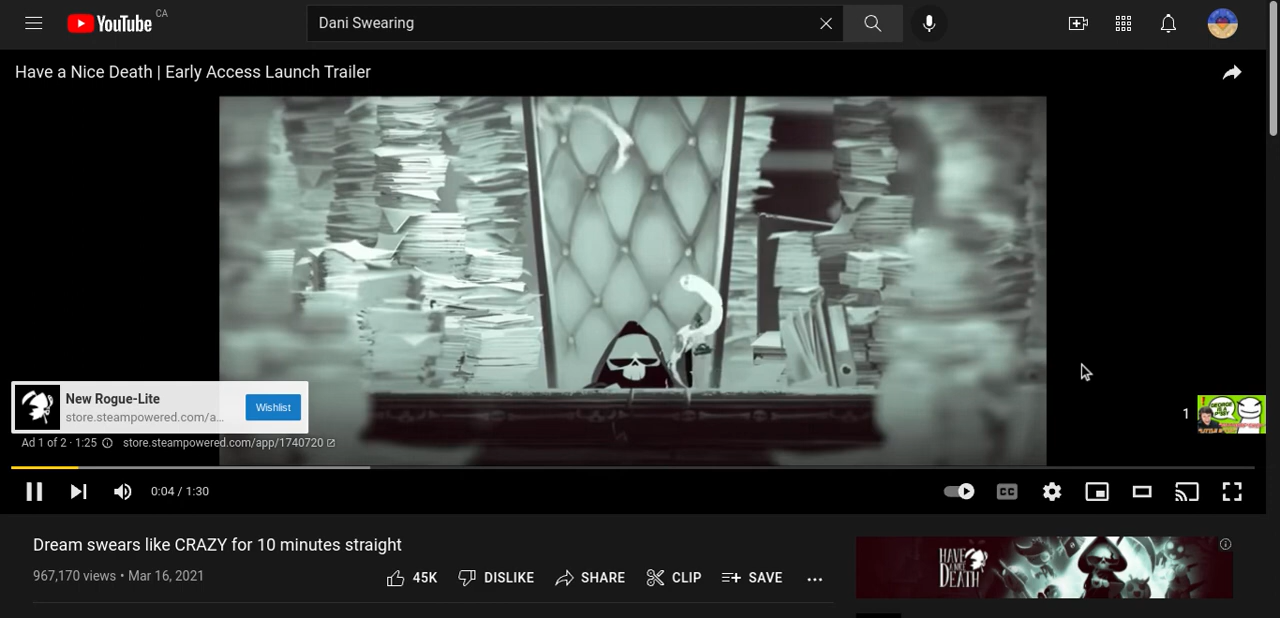 YouTube CA
Dani Swearing
Have a Nice Death | Early Access Launch Trailer
New Rogue-Lite
store.steampowered.com/a...
Wishlist
Ad 1 of 2 · 1:25
store.steampowered.com/app/1740720
1
0:04 / 1:30
CC
Dream swears like CRAZY for 10 minutes straight
967,170 views • Mar 16, 2021
45K
DISLIKE
SHARE
CLIP
SAVE
HAVE A NICE DEATH